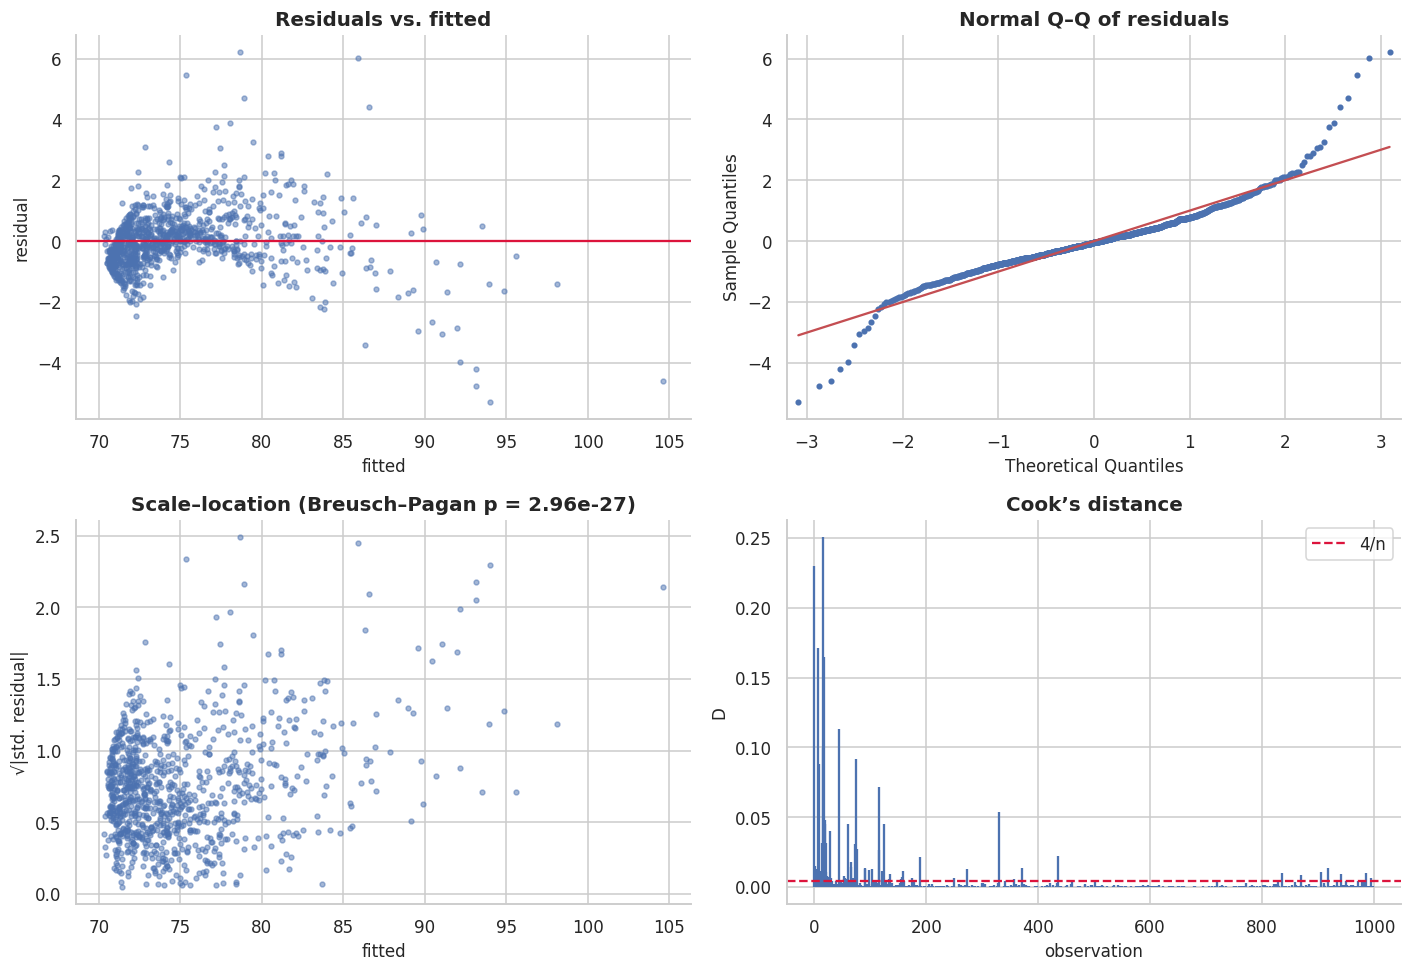 Residuals vs. fitted
6
4
2
0
−2
−4
residual
70 75 80 85 90 95 100 105
fitted
Normal Q–Q of residuals
6
4
2
0
−2
−4
Sample Quantiles
−3 −2 −1 0 1 2 3
Theoretical Quantiles
Scale–location (Breusch–Pagan p = 2.96e-27)
2.5
2.0
1.5
1.0
0.5
0.0
√|std. residual|
70 75 80 85 90 95 100 105
fitted
Cook’s distance
4/n
0.25
0.20
0.15
0.10
0.05
0.00
D
0 200 400 600 800 1000
observation